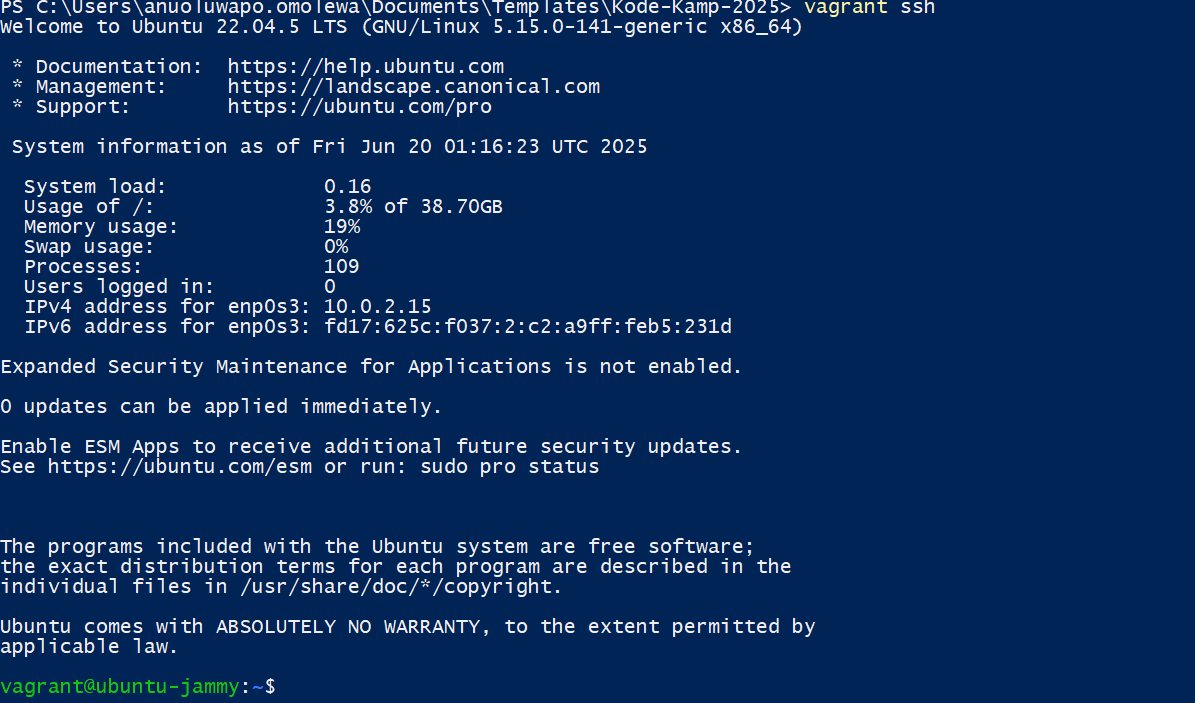 PS C:\Users\anuoluwapo.omolewa\Documents\Templates\Kode-Kamp-2025> vagrant ssh
Welcome to Ubuntu 22.04.5 LTS (GNU/Linux 5.15.0-141-generic x86_64)
* Documentation:  https://help.ubuntu.com
* Management:     https://landscape.canonical.com
* Support:        https://ubuntu.com/pro
System information as of Fri Jun 20 01:16:23 UTC 2025
System load:             0.16
Usage of /:              3.8% of 38.70GB
Memory usage:            19%
Swap usage:              0%
Processes:               109
Users logged in:         0
IPv4 address for enp0s3: 10.0.2.15
IPv6 address for enp0s3: fd17:625c:f037:2:c2:a9ff:feb5:231d
Expanded Security Maintenance for Applications is not enabled.
0 updates can be applied immediately.
Enable ESM Apps to receive additional future security updates.
See https://ubuntu.com/esm or run: sudo pro status
The programs included with the Ubuntu system are free software;
the exact distribution terms for each program are described in the
individual files in /usr/share/doc/*/copyright.
Ubuntu comes with ABSOLUTELY NO WARRANTY, to the extent permitted by
applicable law.
vagrant@ubuntu-jammy:~$